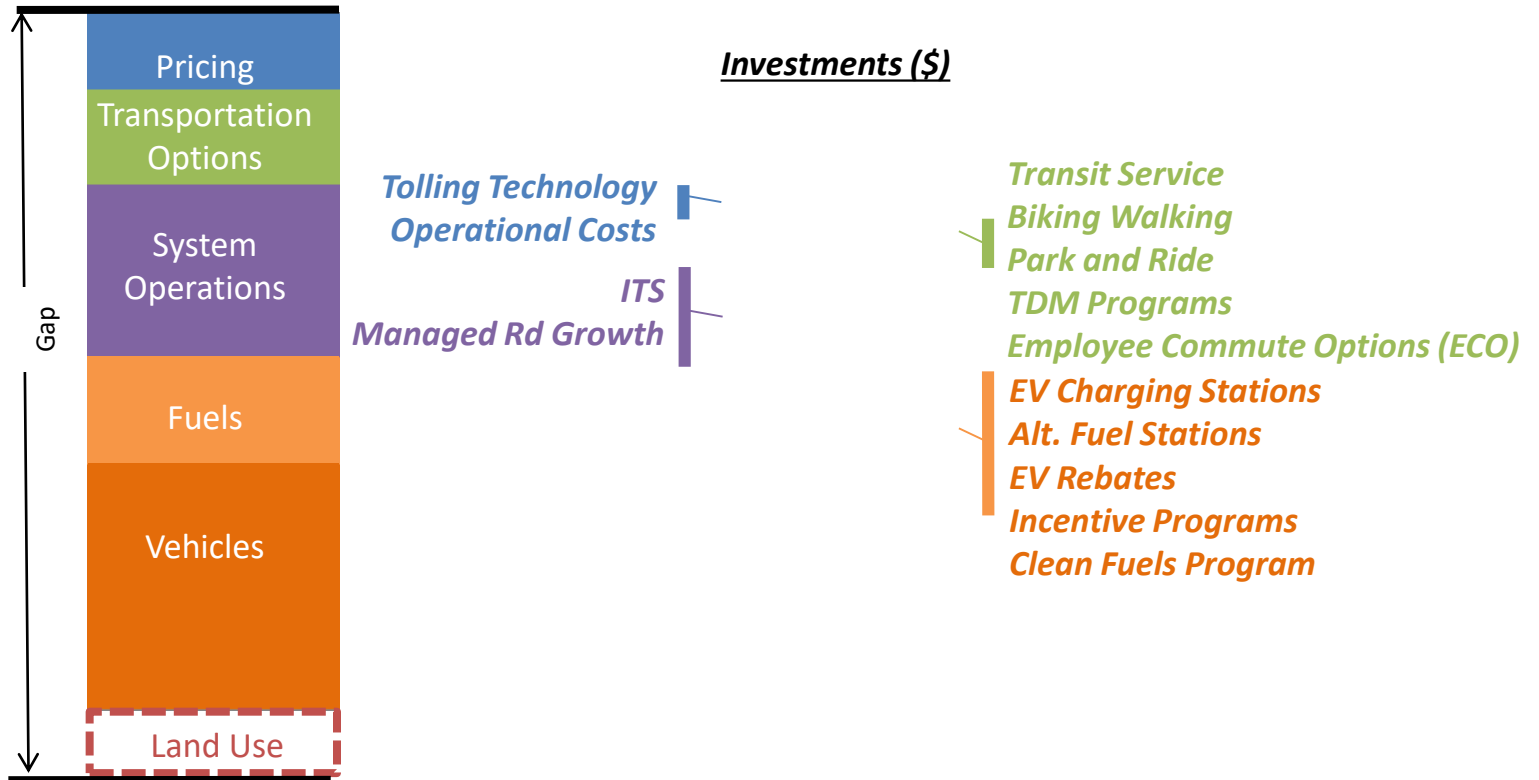 Gap
Pricing
Transportation
Options
System
Operations
Fuels
Vehicles
Land Use
Investments ($)
Tolling Technology
Operational Costs
ITS
Managed Rd Growth
Transit Service
Biking Walking
Park and Ride
TDM Programs
Employee Commute Options (ECO)
EV Charging Stations
Alt. Fuel Stations
EV Rebates
Incentive Programs
Clean Fuels Program